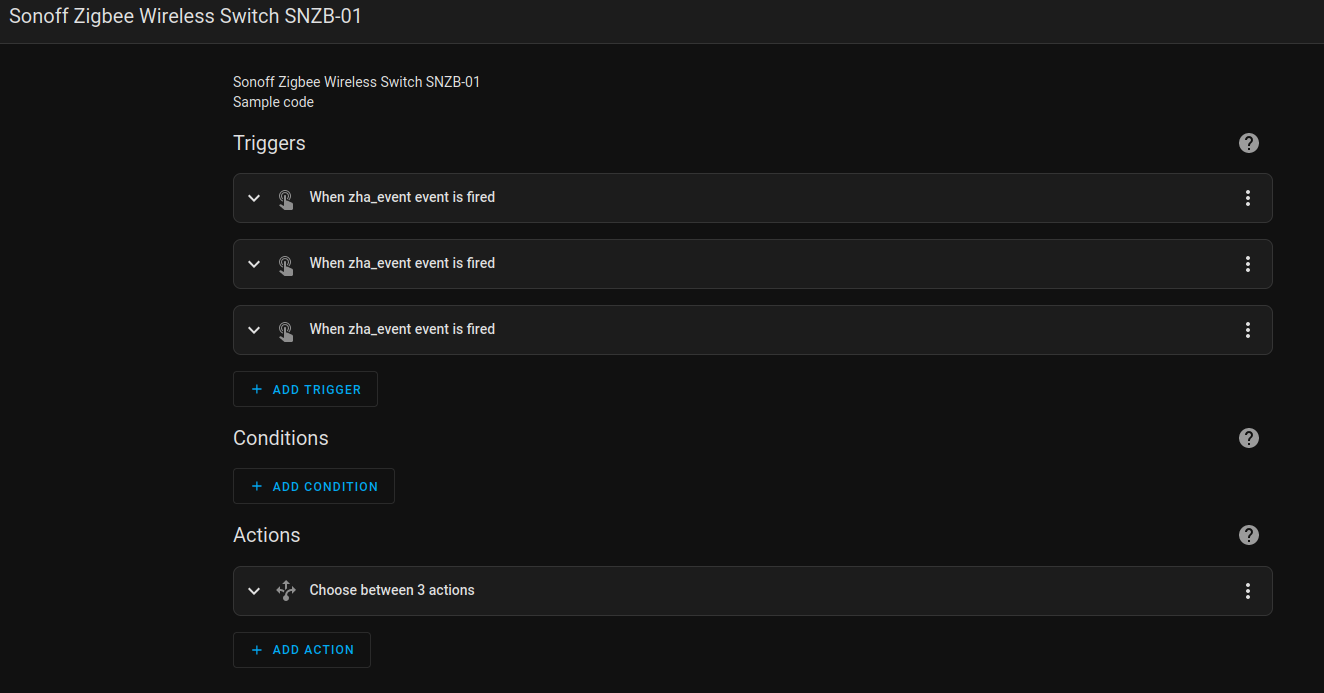 Sonoff Zigbee Wireless Switch SNZB-01
Sonoff Zigbee Wireless Switch SNZB-01
Sample code
Triggers
When zha_event event is fired
When zha_event event is fired
When zha_event event is fired
+ ADD TRIGGER
Conditions
+ ADD CONDITION
Actions
Choose between 3 actions
+ ADD ACTION